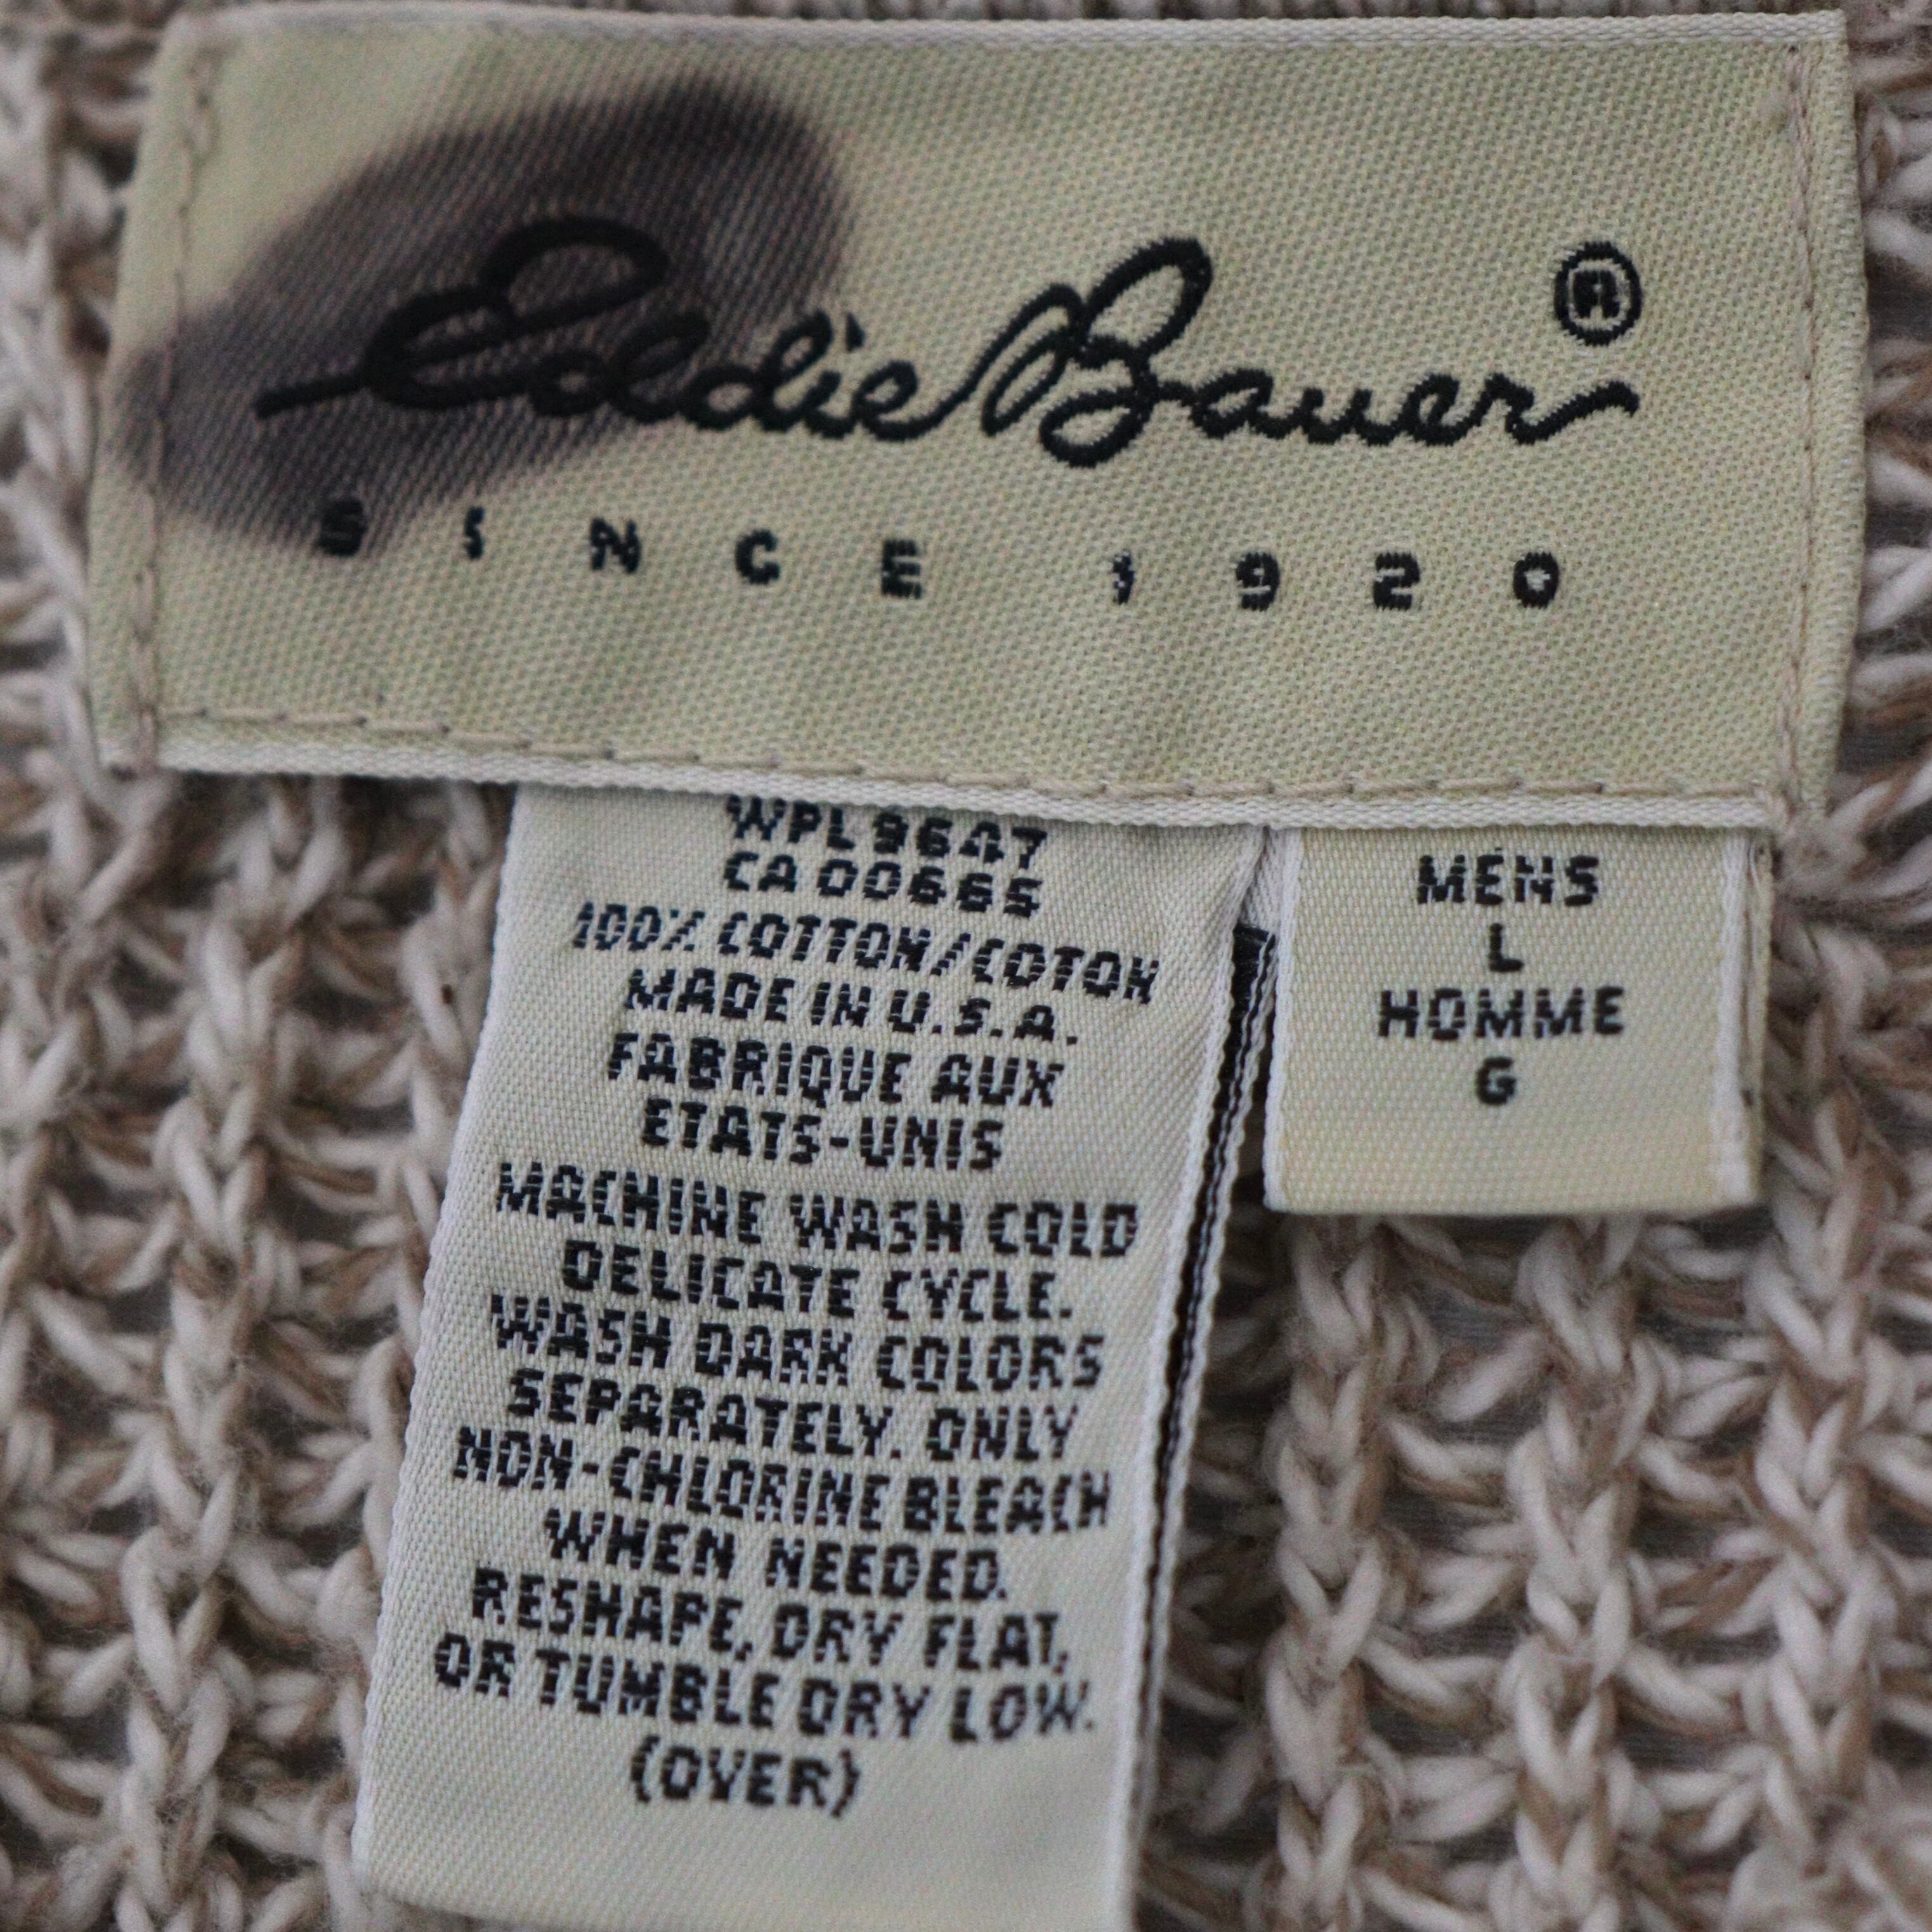 Eddie Bauer ®
SINCE 1920
WPL 9647
CA 00665
100% COTTON/COTON
MADE IN U.S.A.
FABRIQUE AUX
ETATS-UNIS
MACHINE WASH COLD
DELICATE CYCLE.
WASH DARK COLORS
SEPARATELY. ONLY
NON-CHLORINE BLEACH
WHEN NEEDED.
RESHAPE, DRY FLAT,
OR TUMBLE DRY LOW.
(OVER)
MENS
L
HOMME
G